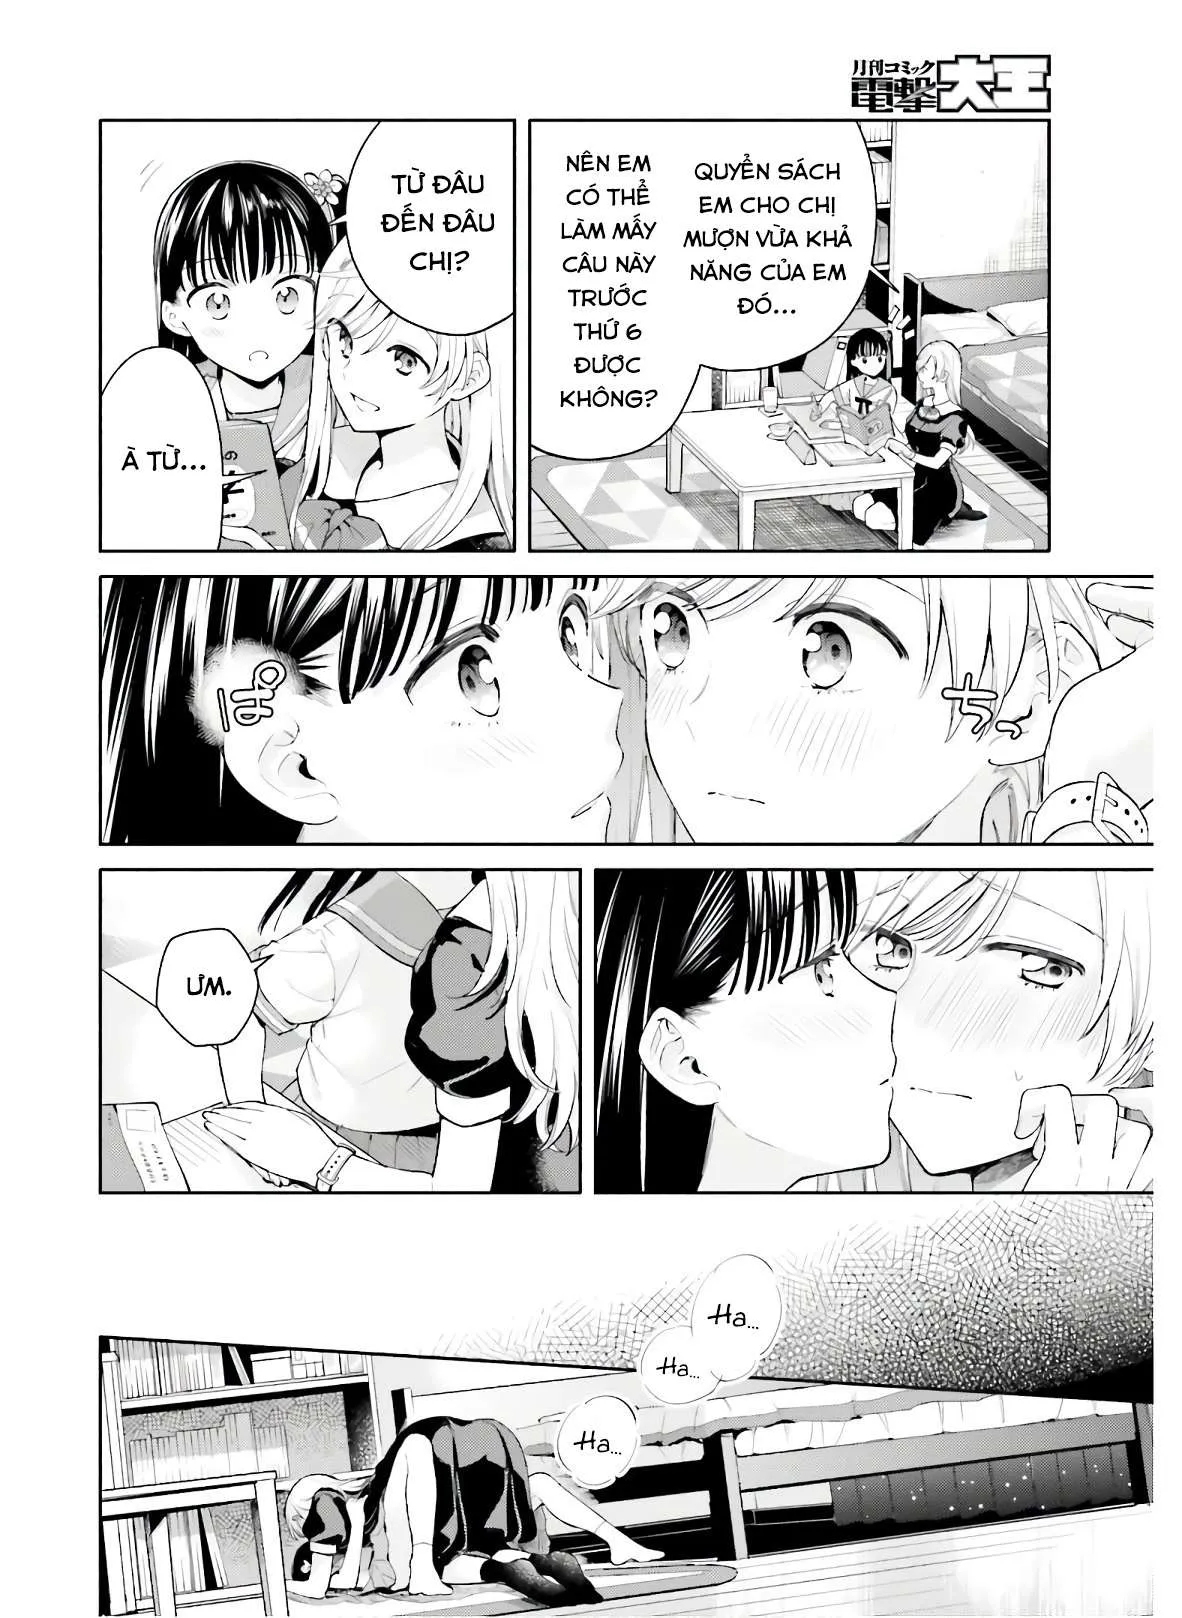 月刊コミック
電撃大王
QUYỂN SÁCH
EM CHO CHỊ
MƯỢN VỪA KHẢ
NĂNG CỦA EM
ĐÓ...
NÊN EM
CÓ THỂ
LÀM MẤY
CÂU NÀY
TRƯỚC
THỨ 6
ĐƯỢC
KHÔNG?
TỪ ĐÂU
ĐẾN ĐÂU
CHỊ?
À TỪ...
ちっ
ぱ
ƯM.
Ha...
Ha...
Ha...